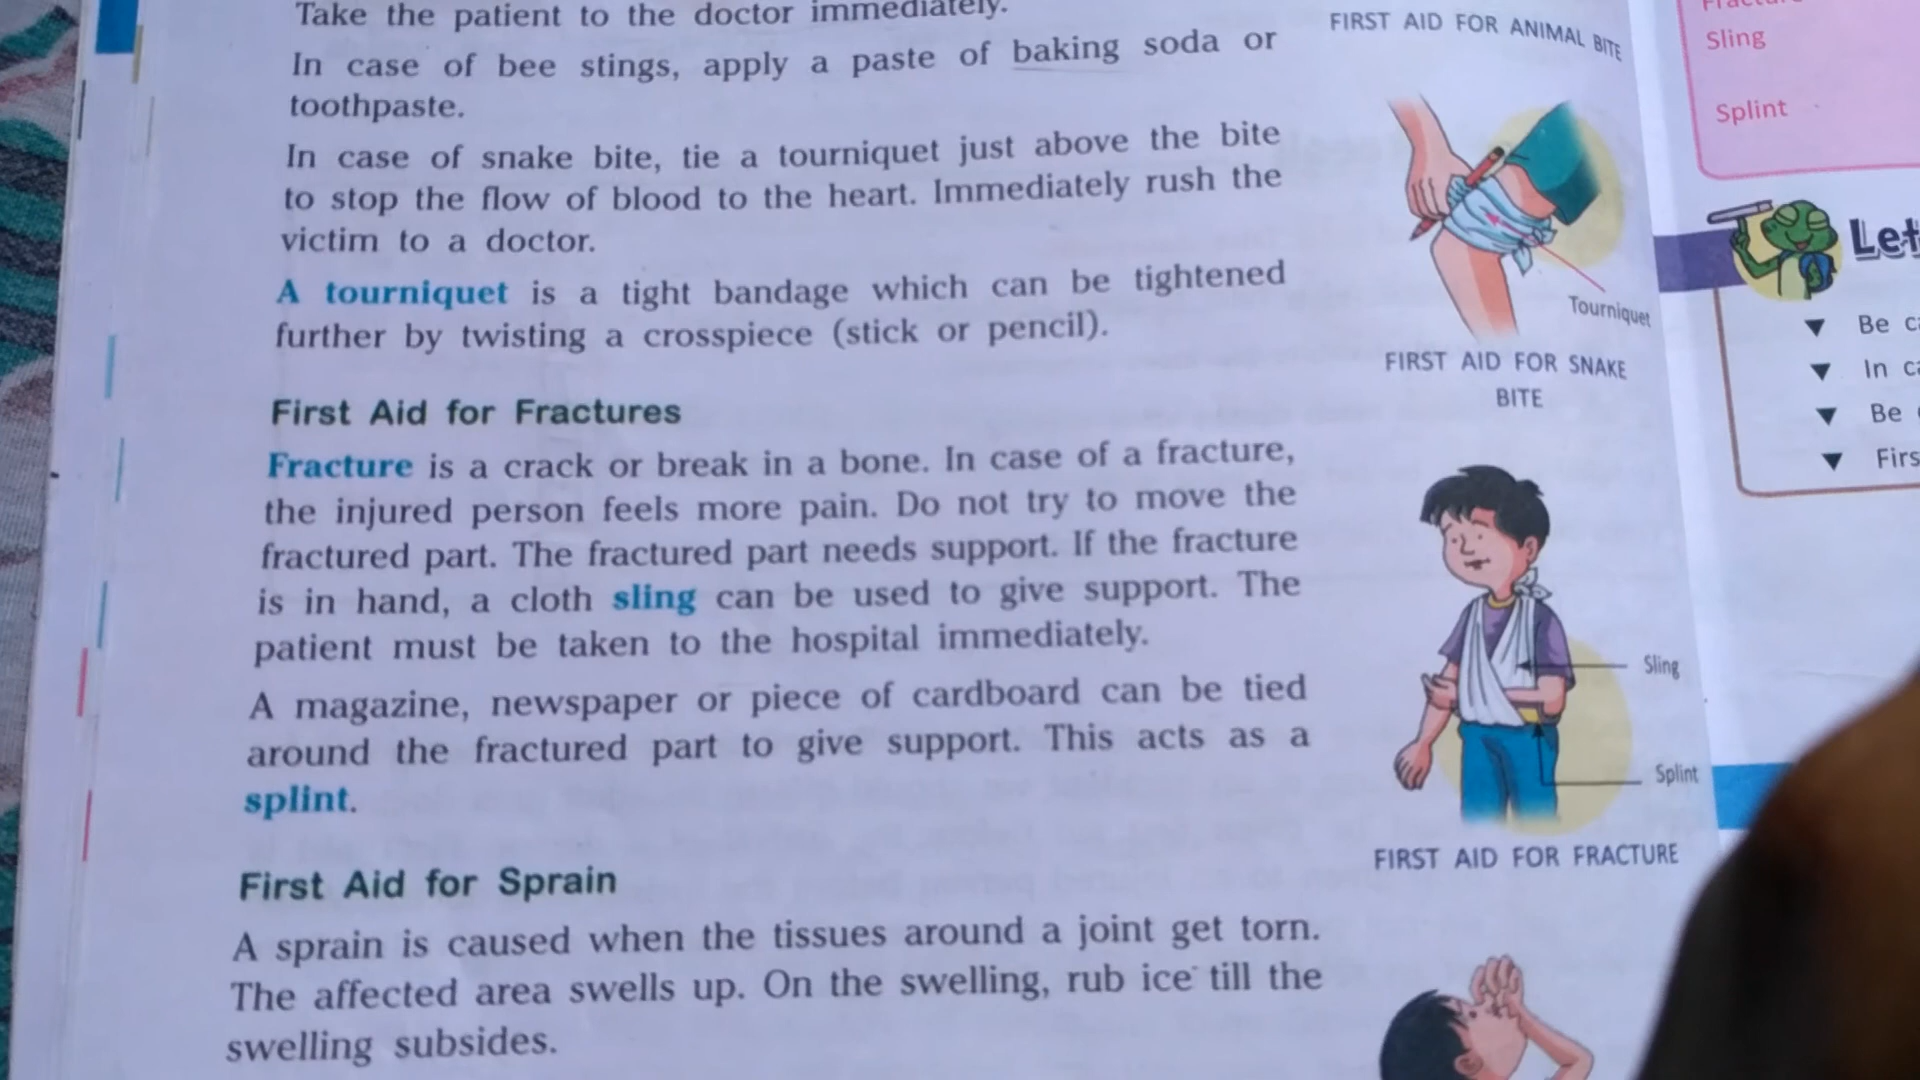 Take the patient to the doctor immediately.
In case of bee stings, apply a paste of baking soda or
toothpaste.
In case of snake bite, tie a tourniquet just above the bite
to stop the flow of blood to the heart. Immediately rush the
victim to a doctor.
A tourniquet is a tight bandage which can be tightened
further by twisting a crosspiece (stick or pencil).
First Aid for Fractures
Fracture is a crack or break in a bone. In case of a fracture,
the injured person feels more pain. Do not try to move the
fractured part. The fractured part needs support. If the fracture
is in hand, a cloth sling can be used to give support. The
patient must be taken to the hospital immediately.
A magazine, newspaper or piece of cardboard can be tied
around the fractured part to give support. This acts as a
splint.
First Aid for Sprain
A sprain is caused when the tissues around a joint get torn.
The affected area swells up. On the swelling, rub ice till the
swelling subsides.
FIRST AID FOR ANIMAL BITE
Tourniquet
FIRST AID FOR SNAKE
BITE
Sling
Splint
FIRST AID FOR FRACTURE
Sling
Splint
Be
In
Be